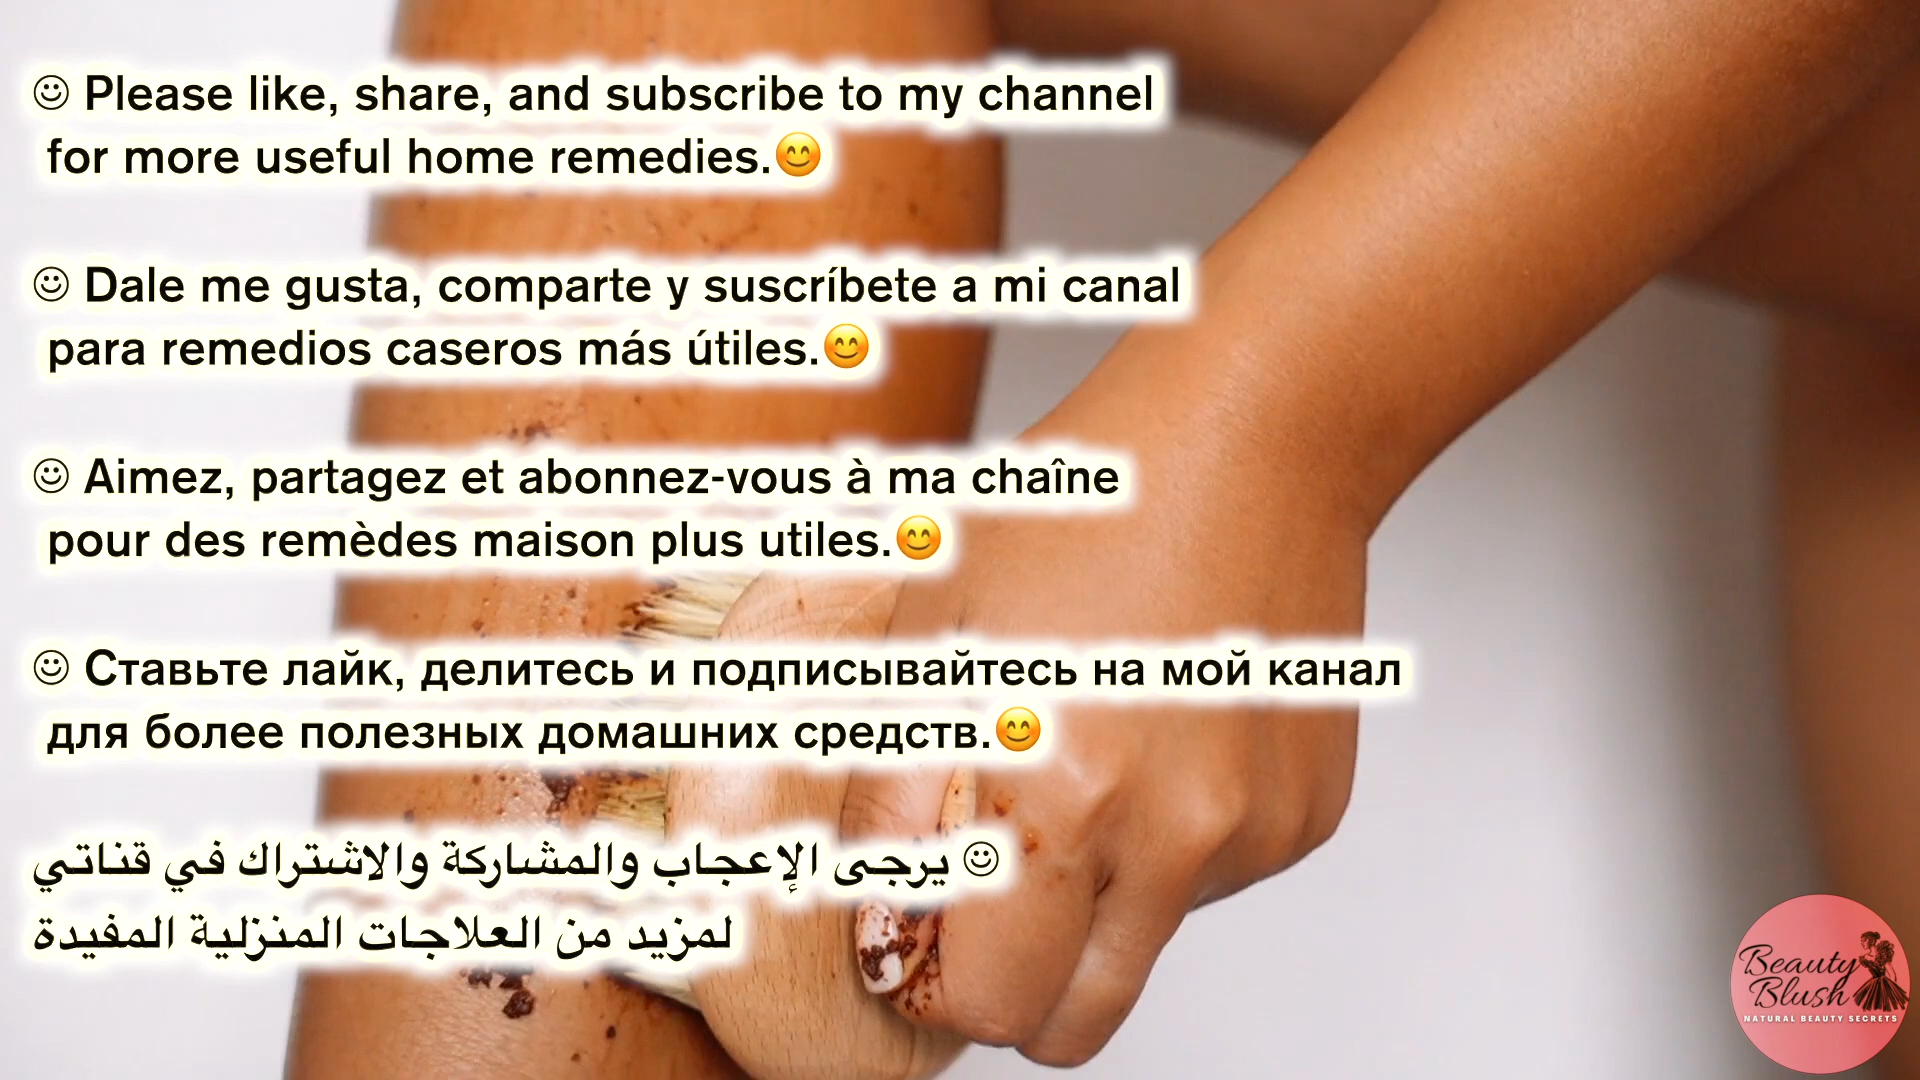 ☺ Please like, share, and subscribe to my channel
for more useful home remedies.😊
☺ Dale me gusta, comparte y suscríbete a mi canal
para remedios caseros más útiles.😊
☺ Aimez, partagez et abonnez-vous à ma chaîne
pour des remèdes maison plus utiles.😊
☺ Ставьте лайк, делитесь и подписывайтесь на мой канал
для более полезных домашних средств.😊
☺ يرجى الإعجاب والمشاركة والاشتراك في قناتي
لمزيد من العلاجات المنزلية المفيدة
Beauty
Blush
NATURAL BEAUTY SECRETS